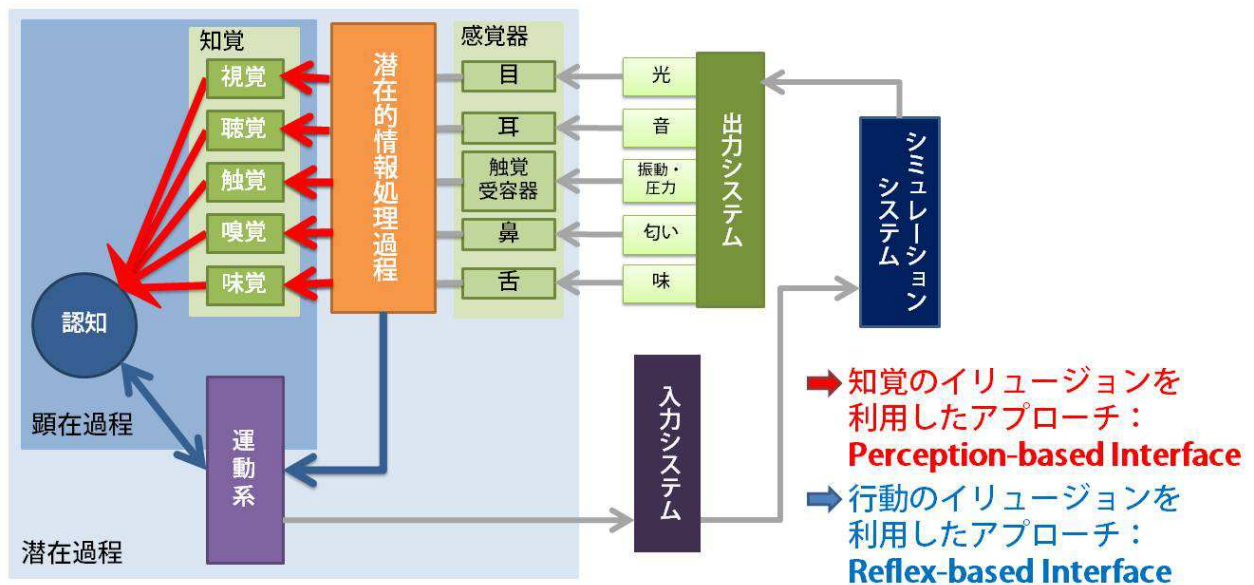 知覚
視覚
聴覚
触覚
嗅覚
味覚
認知
顕在過程
潜在過程
運動系
潜在的情報処理過程
感覚器
目
耳
触覚
受容器
鼻
舌
光
音
振動・
圧力
匂い
味
出力システム
入力システム
シミュレーション
システム
知覚のイリュージョンを
利用したアプローチ：
Perception-based Interface
行動のイリュージョンを
利用したアプローチ：
Reflex-based Interface